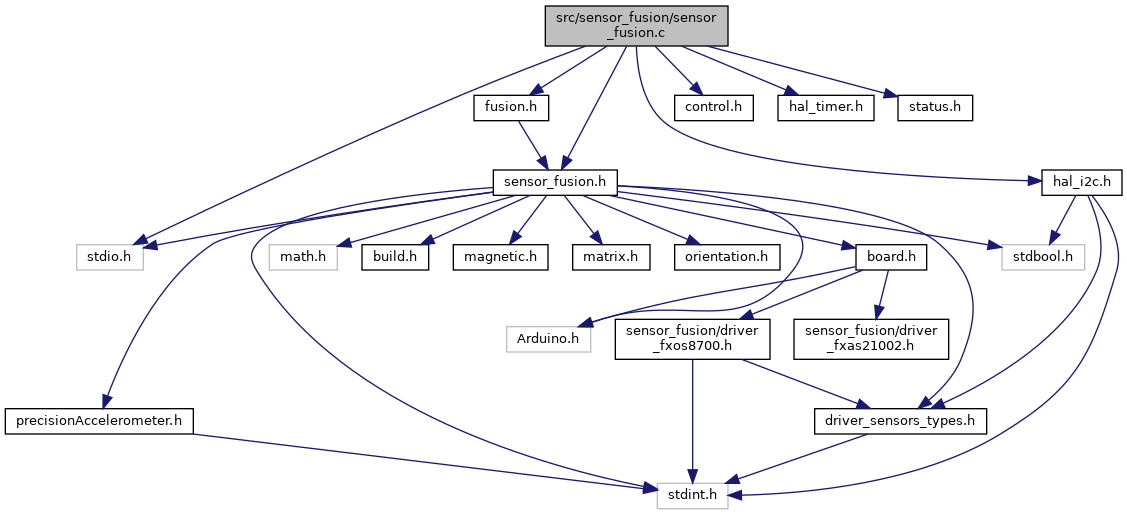 src/sensor_fusion/sensor
_fusion.c
fusion.h
control.h
hal_timer.h
status.h
sensor_fusion.h
hal_i2c.h
stdio.h
math.h
build.h
magnetic.h
matrix.h
orientation.h
board.h
stdbool.h
Arduino.h
sensor_fusion/driver
_fxos8700.h
sensor_fusion/driver
_fxas21002.h
precisionAccelerometer.h
driver_sensors_types.h
stdint.h